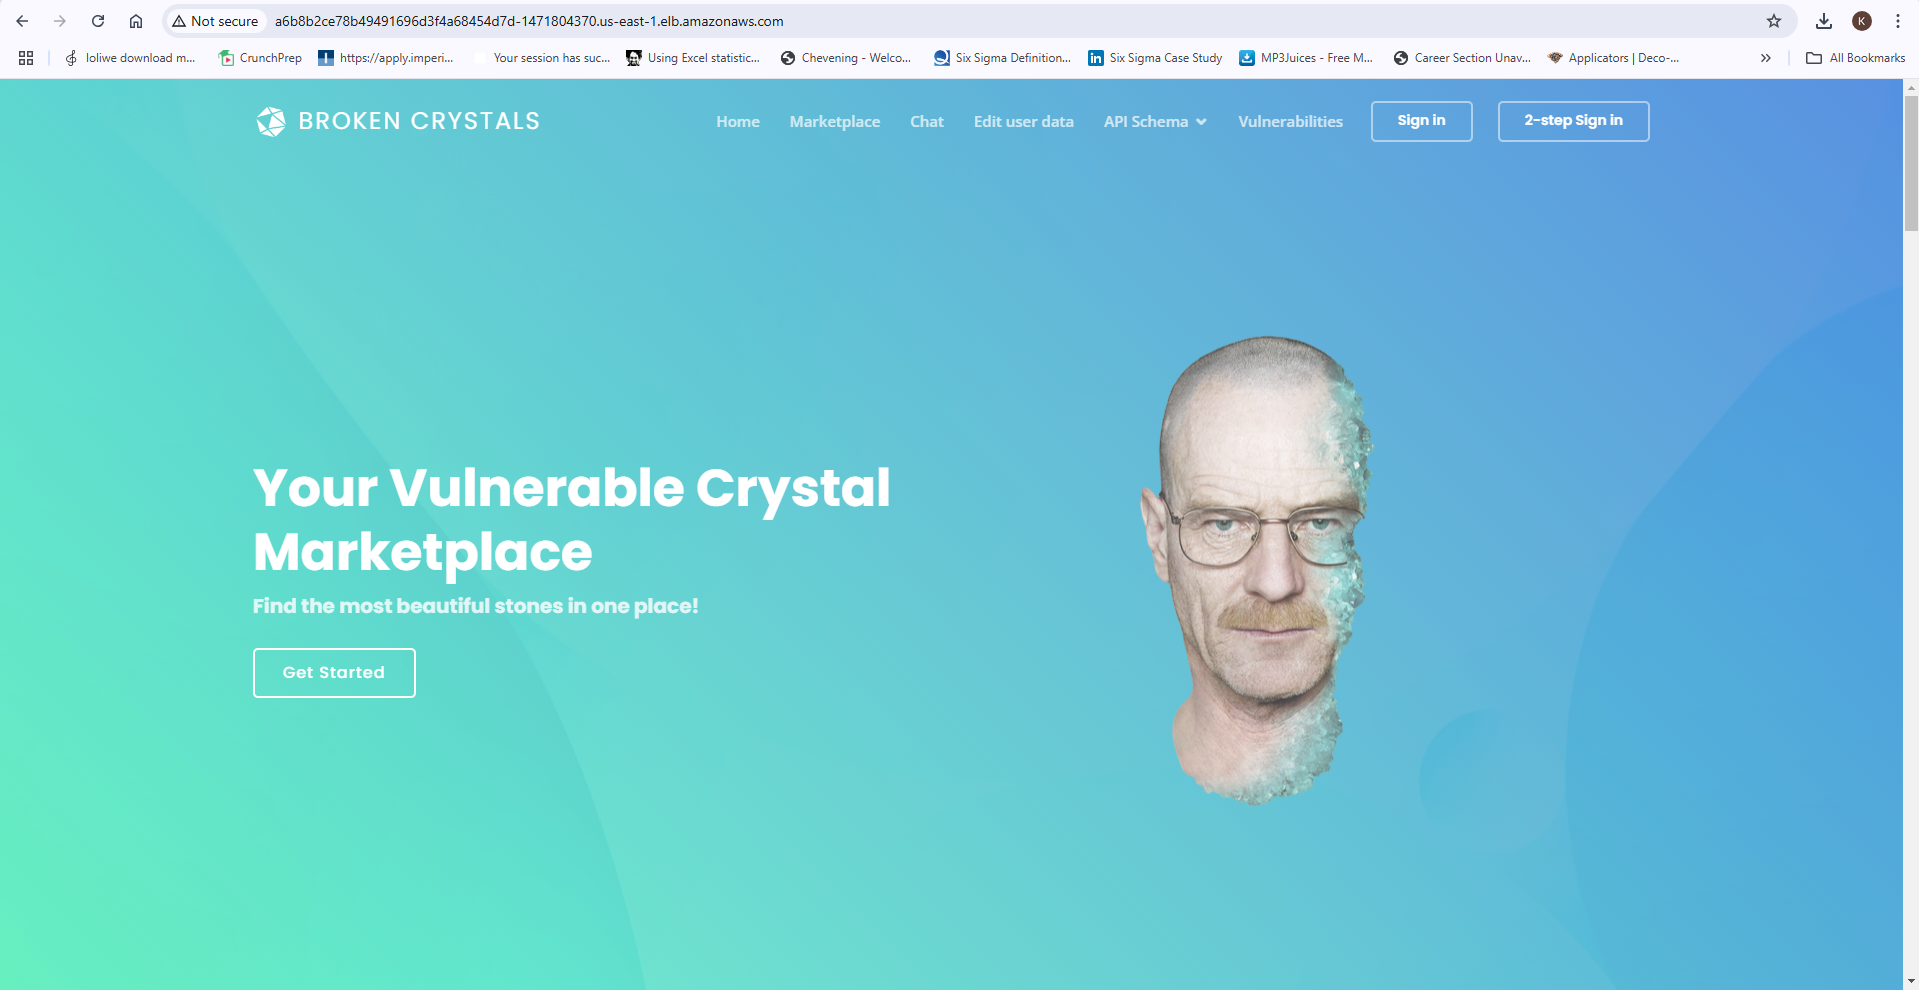 Not secure
a6b8b2ce78b49491696d3f4a68454d7d-1471804370.us-east-1.elb.amazonaws.com
K
loliwe download m...
CrunchPrep
https://apply.imperi...
Your session has suc...
Using Excel statistic...
Chevening - Welco...
Six Sigma Definition...
Six Sigma Case Study
MP3Juices - Free M...
Career Section Unav...
Applicators | Deco-...
All Bookmarks
BROKEN CRYSTALS
Home
Marketplace
Chat
Edit user data
API Schema
Vulnerabilities
Sign in
2-step Sign in
Your Vulnerable Crystal
Marketplace
Find the most beautiful stones in one place!
Get Started